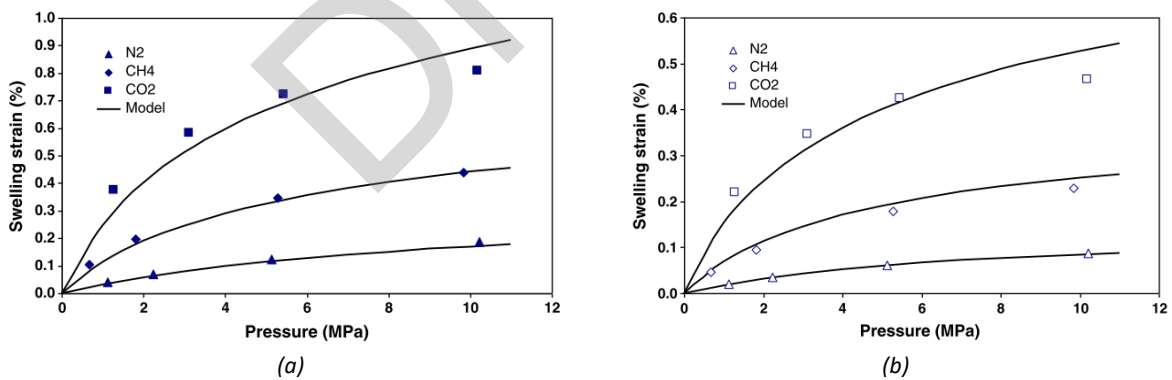 1.0
0.9
0.8
0.7
0.6
0.5
0.4
0.3
0.2
0.1
0.0
Swelling strain (%)
N2
CH4
CO2
Model
0 2 4 6 8 10 12
Pressure (MPa)
(a)
0.6
0.5
0.4
0.3
0.2
0.1
0.0
Swelling strain (%)
N2
CH4
CO2
Model
0 2 4 6 8 10 12
Pressure (MPa)
(b)